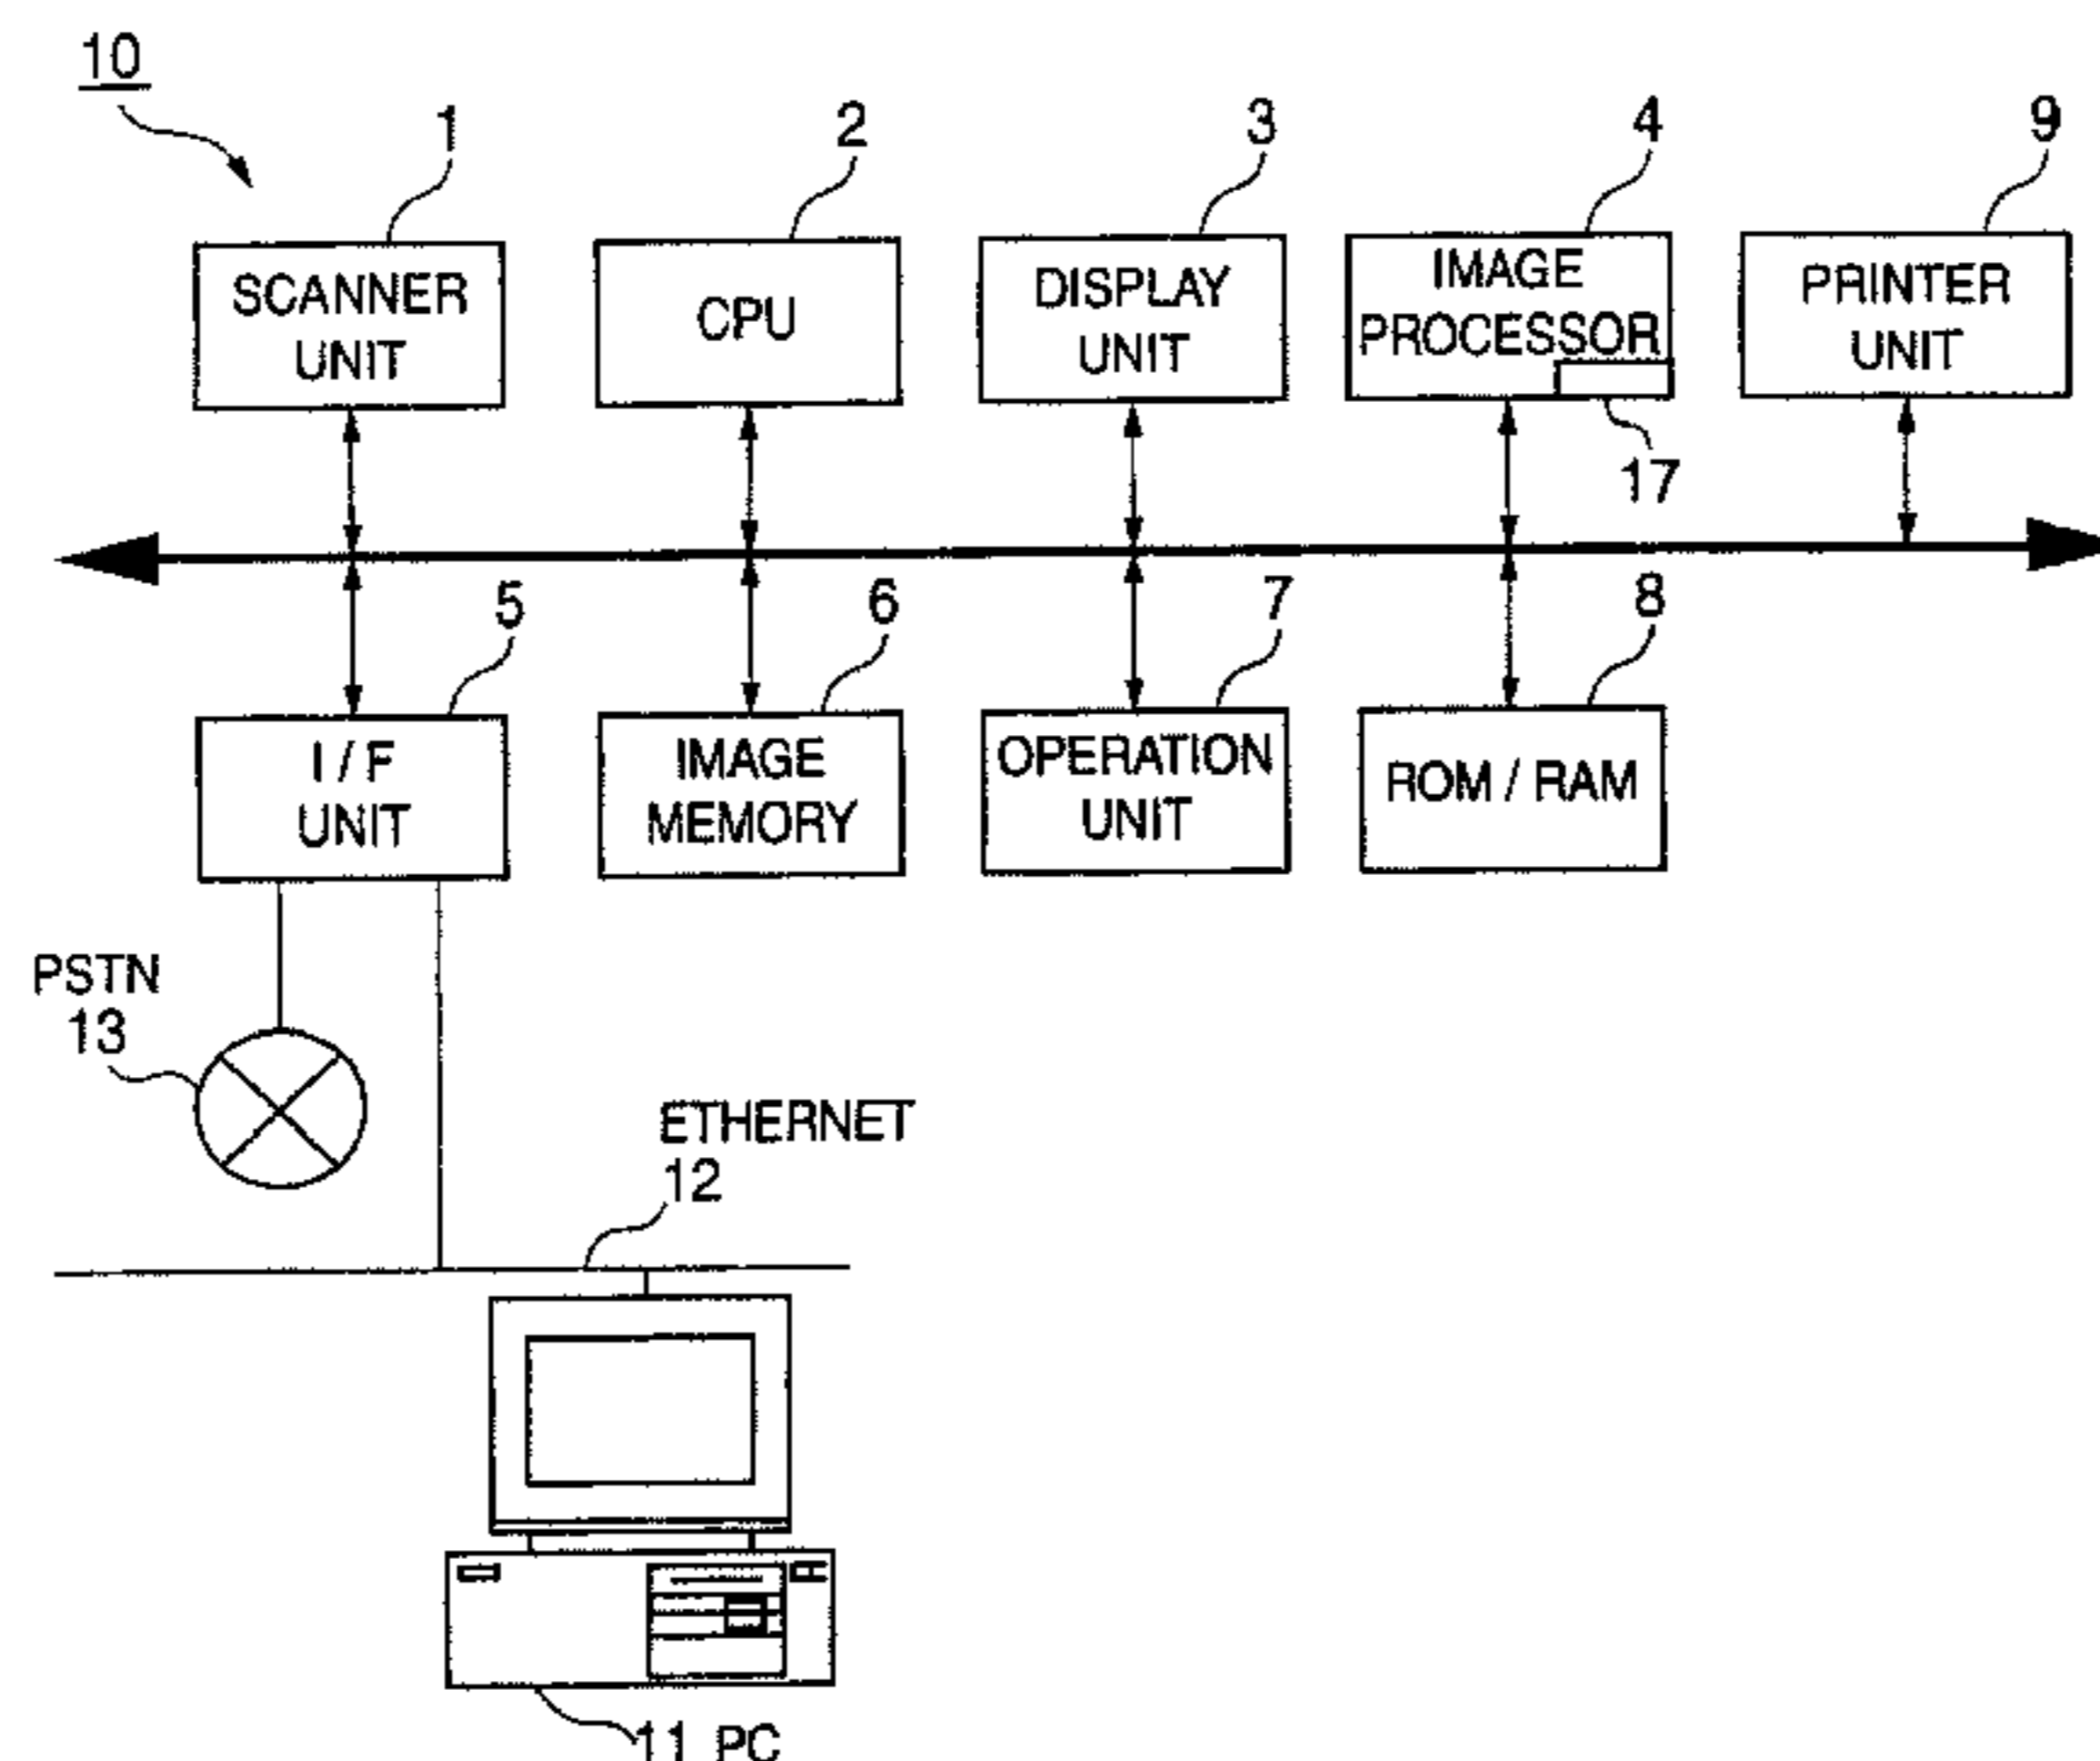 10
1
2
3
4
9
SCANNER
UNIT
CPU
DISPLAY
UNIT
IMAGE
PROCESSOR
PRINTER
UNIT
17
5
6
7
8
I / F
UNIT
IMAGE
MEMORY
OPERATION
UNIT
ROM / RAM
PSTN
13
ETHERNET
12
11 PC